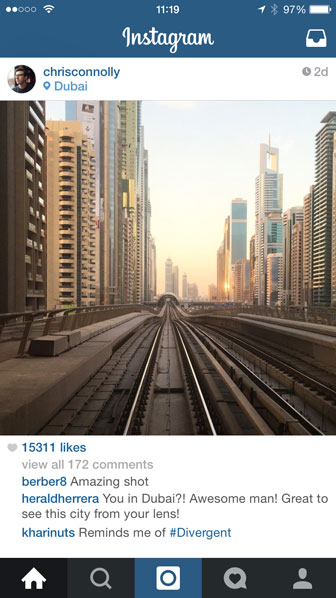 11:19
97%
Instagram
chrisconnolly
2d
Dubai
15311 likes
view all 172 comments
berber8 Amazing shot
heraldherrera You in Dubai?! Awesome man! Great to
see this city from your lens!
kharinuts Reminds me of #Divergent